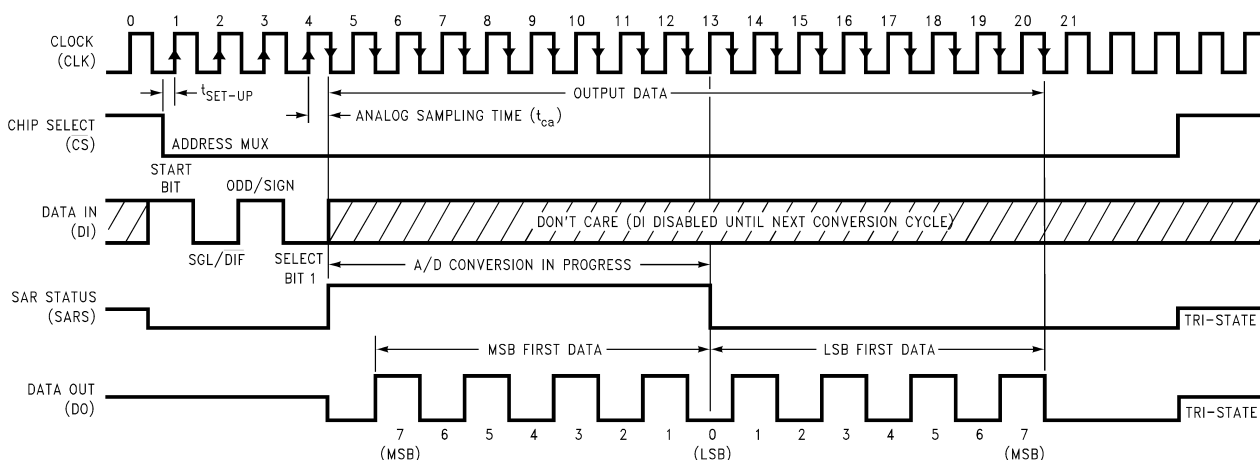 0 1 2 3 4 5 6 7 8 9 10 11 12 13 14 15 16 17 18 19 20 21
CLOCK
(CLK)
tSET-UP
OUTPUT DATA
ANALOG SAMPLING TIME (tca)
CHIP SELECT
(C̅S̅)
ADDRESS MUX
START
BIT
ODD/SIGN
DATA IN
(DI)
DON'T CARE (DI DISABLED UNTIL NEXT CONVERSION CYCLE)
SGL/D̅I̅F̅
SELECT
BIT 1
A/D CONVERSION IN PROGRESS
SAR STATUS
(SARS)
TRI-STATE
MSB FIRST DATA
LSB FIRST DATA
DATA OUT
(DO)
TRI-STATE
7 6 5 4 3 2 1 0 1 2 3 4 5 6 7
(MSB) (LSB) (MSB)